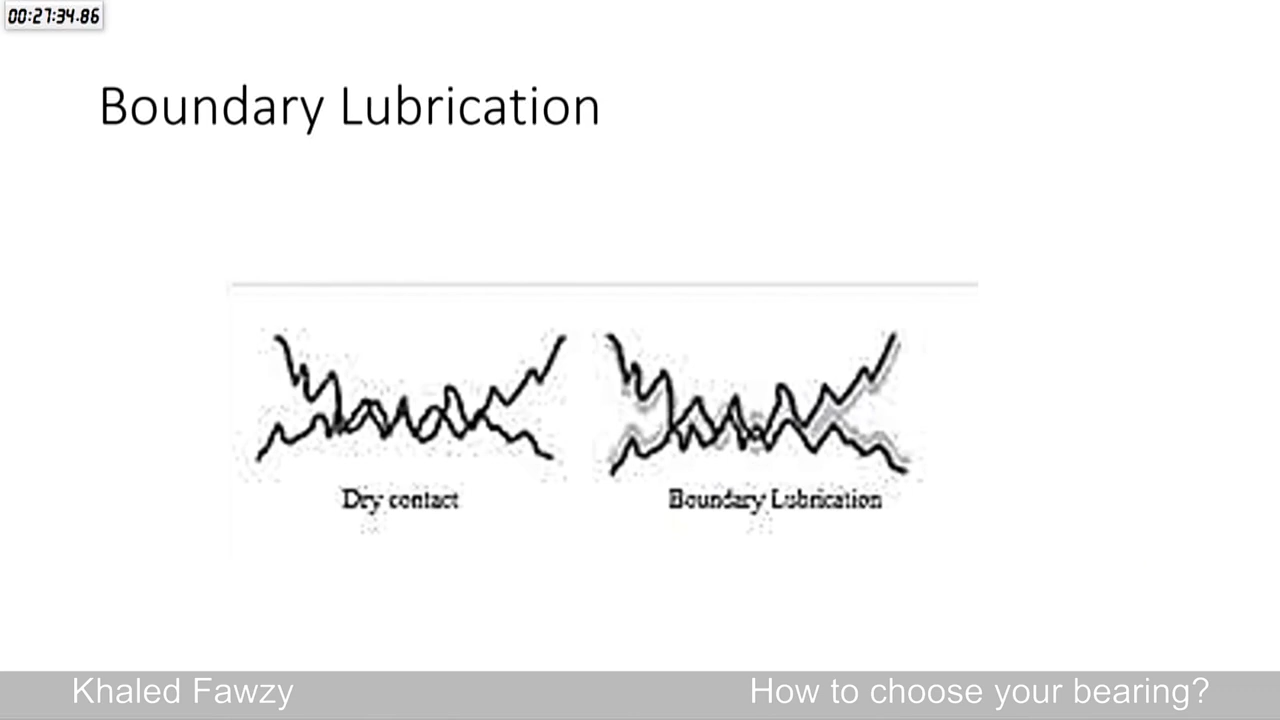 00:27:34.86
Boundary Lubrication
Dry contact
Boundary Lubrication
Khaled Fawzy
How to choose your bearing?